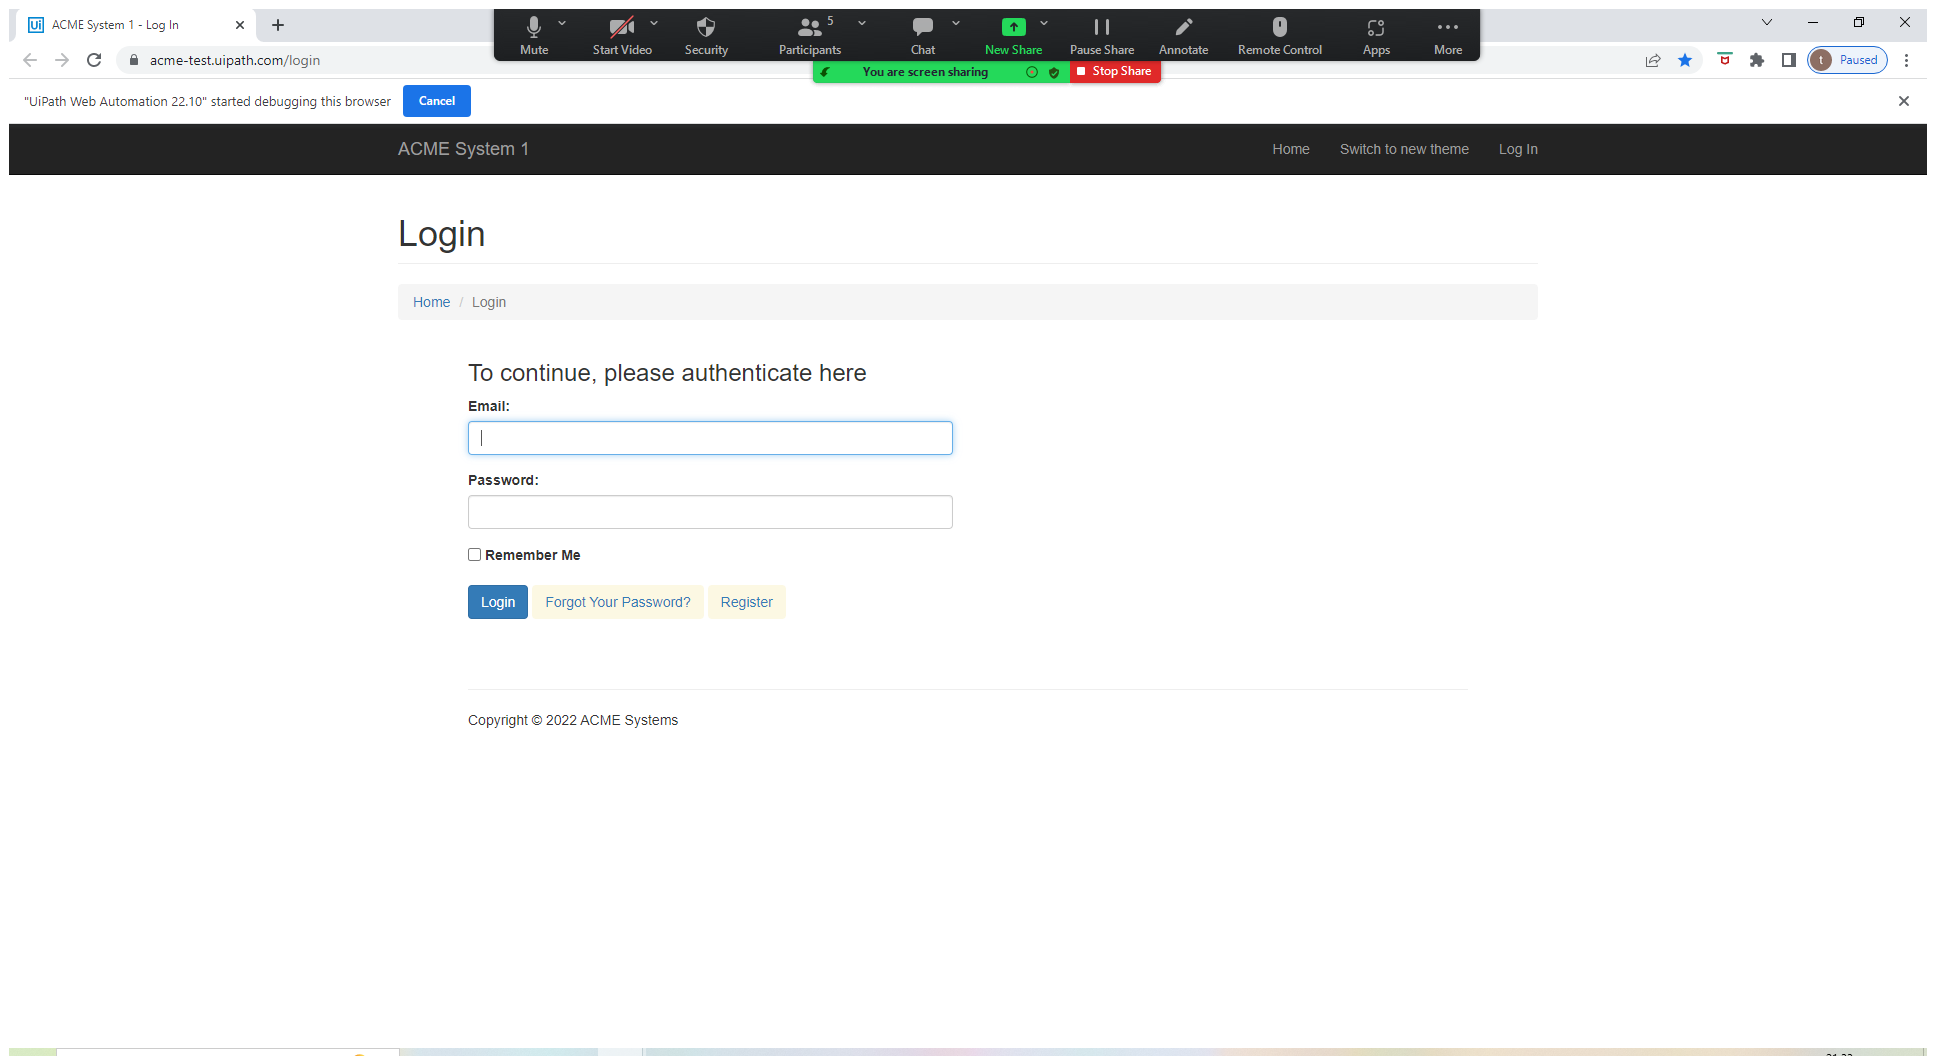 ACME System 1 - Log In
Mute
Start Video
Security
5
Participants
Chat
New Share
Pause Share
Annotate
Remote Control
Apps
More
acme-test.uipath.com/login
You are screen sharing
Stop Share
t
Paused
"UiPath Web Automation 22.10" started debugging this browser
Cancel
ACME System 1
Home
Switch to new theme
Log In
Login
Home / Login
To continue, please authenticate here
Email:
Password:
Remember Me
Login
Forgot Your Password?
Register
Copyright © 2022 ACME Systems